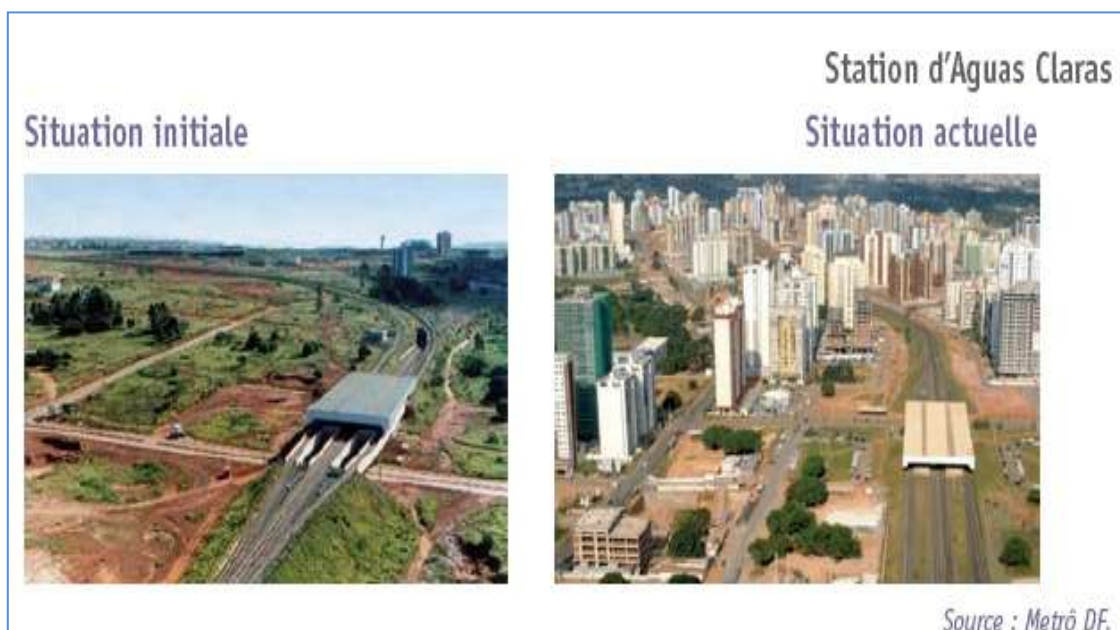 Station d'Aguas Claras
Situation initiale
Situation actuelle
Source : Metrô DF.